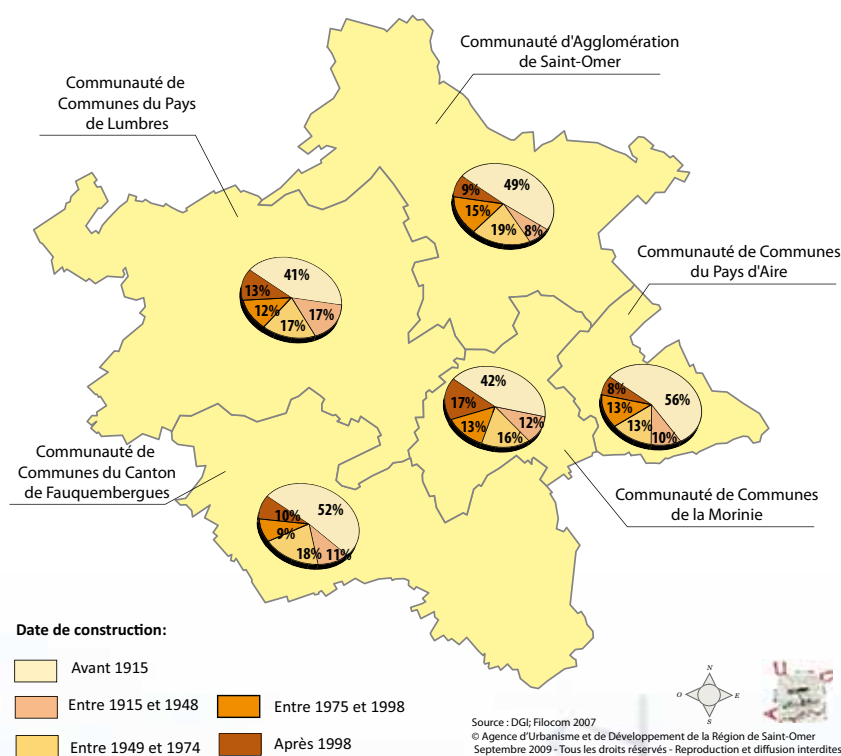 Communauté d'Agglomération
de Saint-Omer
Communauté de
Communes du Pays
de Lumbres
49%
8%
19%
15%
9%
Communauté de Communes
du Pays d'Aire
41%
17%
17%
12%
13%
42%
12%
16%
13%
17%
56%
10%
13%
13%
8%
Communauté de
Communes du Canton
de Fauquembergues
Communauté de Communes
de la Morinie
52%
11%
18%
9%
10%
Date de construction:
Avant 1915
Entre 1915 et 1948
Entre 1975 et 1998
Entre 1949 et 1974
Après 1998
N
O
E
S
Source : DGI; Filocom 2007
© Agence d'Urbanisme et de Développement de la Région de Saint-Omer
Septembre 2009 - Tous les droits réservés - Reproduction et diffusion interdites